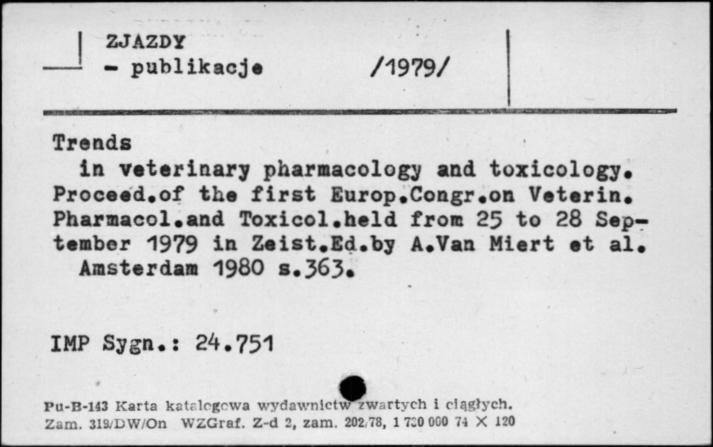 ZJAZDY
- publikacje /1979/
Trends
in veterinary pharmacology and toxicology.
Proceed.of the first Europ.Congr.on Veterin.
Pharmacol.and Toxicol.held from 25 to 28 Sep-
tember 1979 in Zeist.Ed.by A.Van Miert et al.
Amsterdam 1980 s.363.
IMP Sygn.: 24.751
Pu-B-143 Karta katalogowa wydawnictw zwartych i ciągłych.
Zam. 319/DW/On WZGraf. Z-d 2, zam. 202/78, 1 700 000 74 X 120